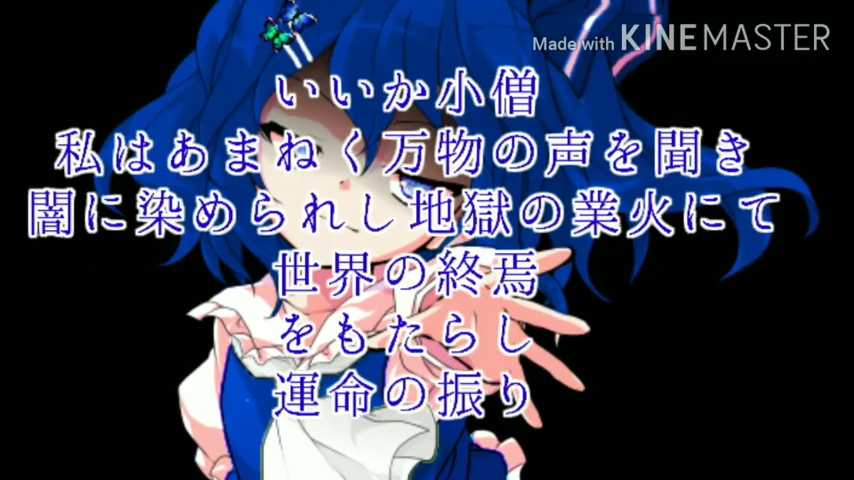 Made with KINEMASTER
いいか小僧
私はあまねく万物の声を聞き
闇に染められし地獄の業火にて
世界の終焉
をもたらし
運命の振り